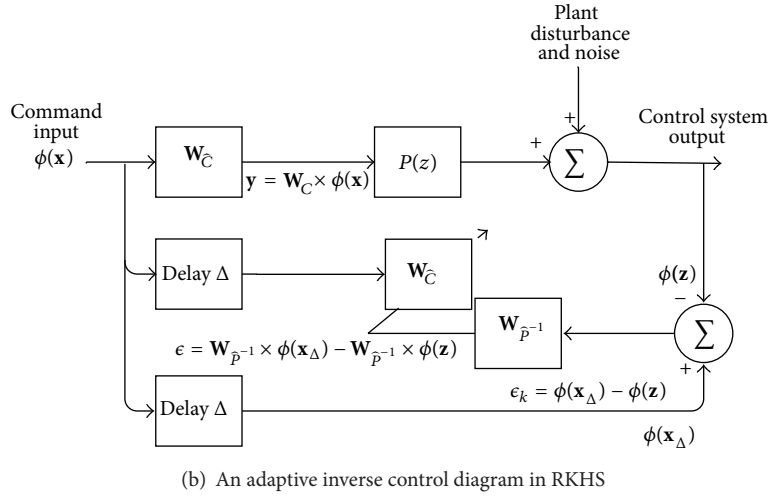 Plant
disturbance
and noise
Command
input
ϕ(x)
Control system
output
W_Ĉ
y = W_C × ϕ(x)
P(z)
+
+
∑
Delay Δ
W_Ĉ
ϕ(z)
−
W_P̂⁻¹
∑
ϵ = W_P̂⁻¹ × ϕ(x_Δ) − W_P̂⁻¹ × ϕ(z)
+
Delay Δ
ϵ_k = ϕ(x_Δ) − ϕ(z)
ϕ(x_Δ)
(b) An adaptive inverse control diagram in RKHS